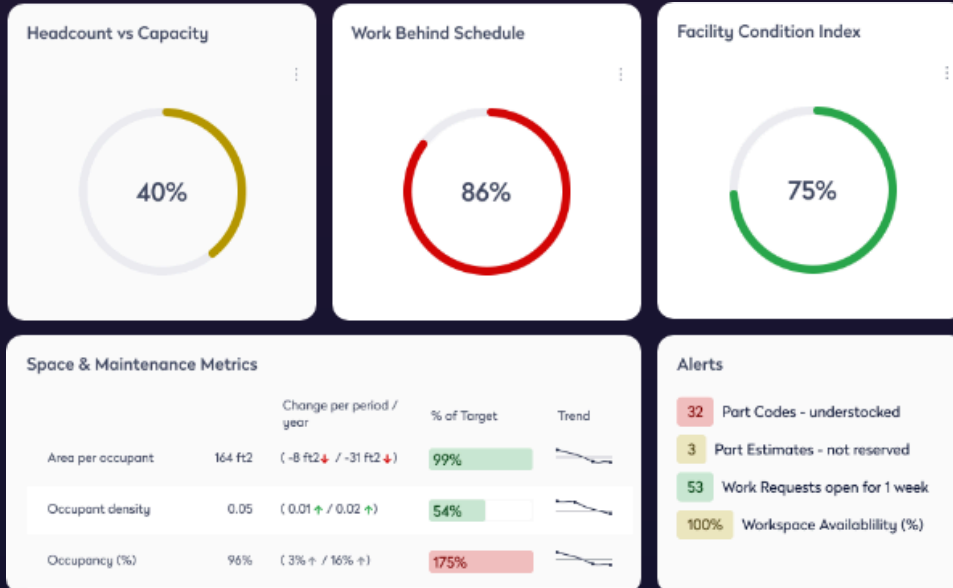 Headcount vs Capacity
40%
Work Behind Schedule
86%
Facility Condition Index
75%
Space & Maintenance Metrics
Change per period /
year
% of Target
Trend
Area per occupant 164 ft2 ( -8 ft2↓ / -31 ft2 ↓ ) 99%
Occupant density 0.05 ( 0.01 ↑ / 0.02 ↑) 54%
Occupancy (%) 96% ( 3% ↑ / 16% ↑) 175%
Alerts
32 Part Codes - understocked
3 Part Estimates - not reserved
53 Work Requests open for 1 week
100% Workspace Availablility (%)